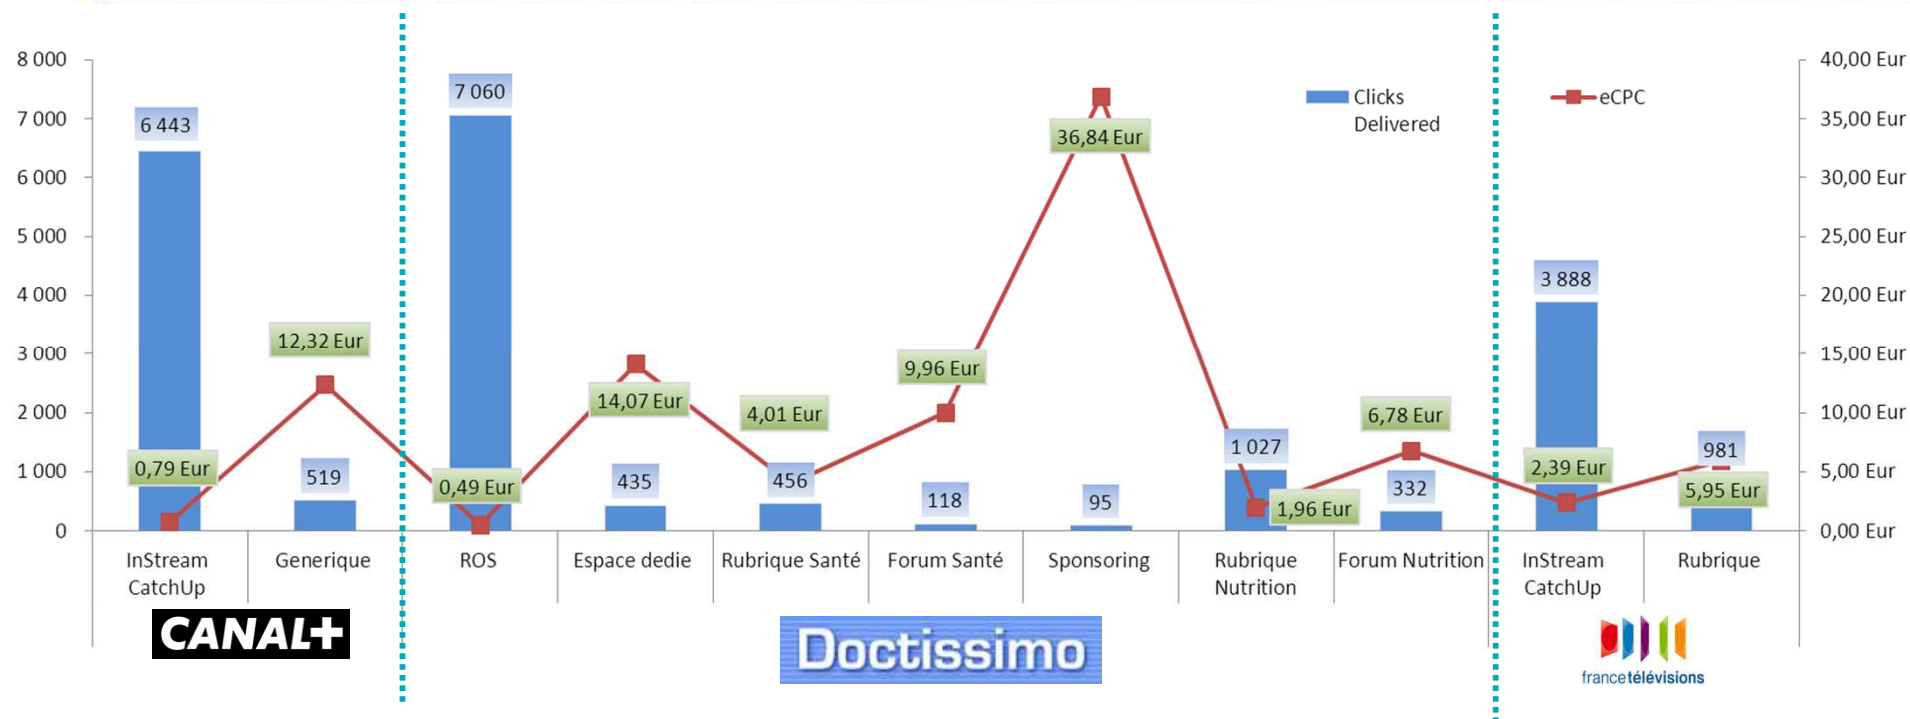 8 000
7 000
6 000
5 000
4 000
3 000
2 000
1 000
0
40,00 Eur
35,00 Eur
30,00 Eur
25,00 Eur
20,00 Eur
15,00 Eur
10,00 Eur
5,00 Eur
0,00 Eur
Clicks
Delivered
eCPC
6 443
519
7 060
435
456
118
95
1 027
332
3 888
981
0,79 Eur
12,32 Eur
0,49 Eur
14,07 Eur
4,01 Eur
9,96 Eur
36,84 Eur
1,96 Eur
6,78 Eur
2,39 Eur
5,95 Eur
InStream
CatchUp
Generique
ROS
Espace dedie
Rubrique Santé
Forum Santé
Sponsoring
Rubrique
Nutrition
Forum Nutrition
InStream
CatchUp
Rubrique
CANAL+
Doctissimo
francetélévisions